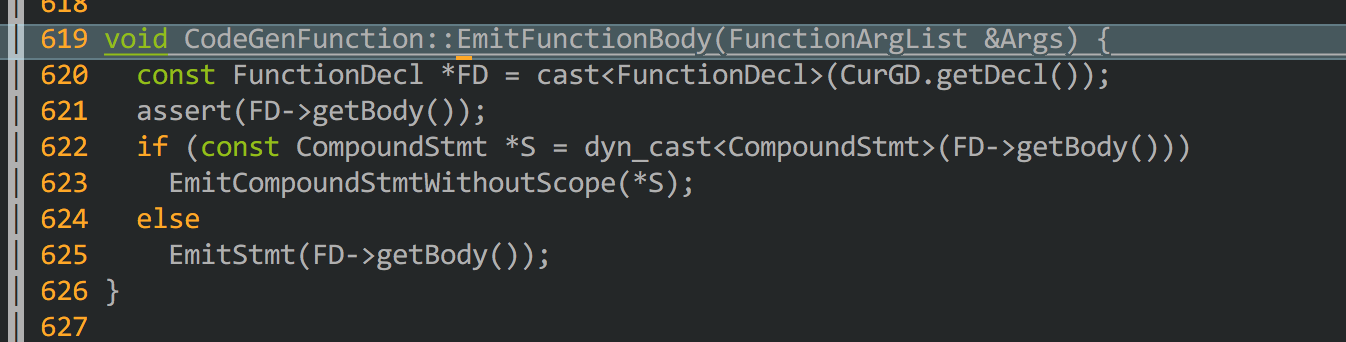 618
619 void CodeGenFunction::EmitFunctionBody(FunctionArgList &Args) {
620   const FunctionDecl *FD = cast<FunctionDecl>(CurGD.getDecl());
621   assert(FD->getBody());
622   if (const CompoundStmt *S = dyn_cast<CompoundStmt>(FD->getBody()))
623     EmitCompoundStmtWithoutScope(*S);
624   else
625     EmitStmt(FD->getBody());
626 }
627